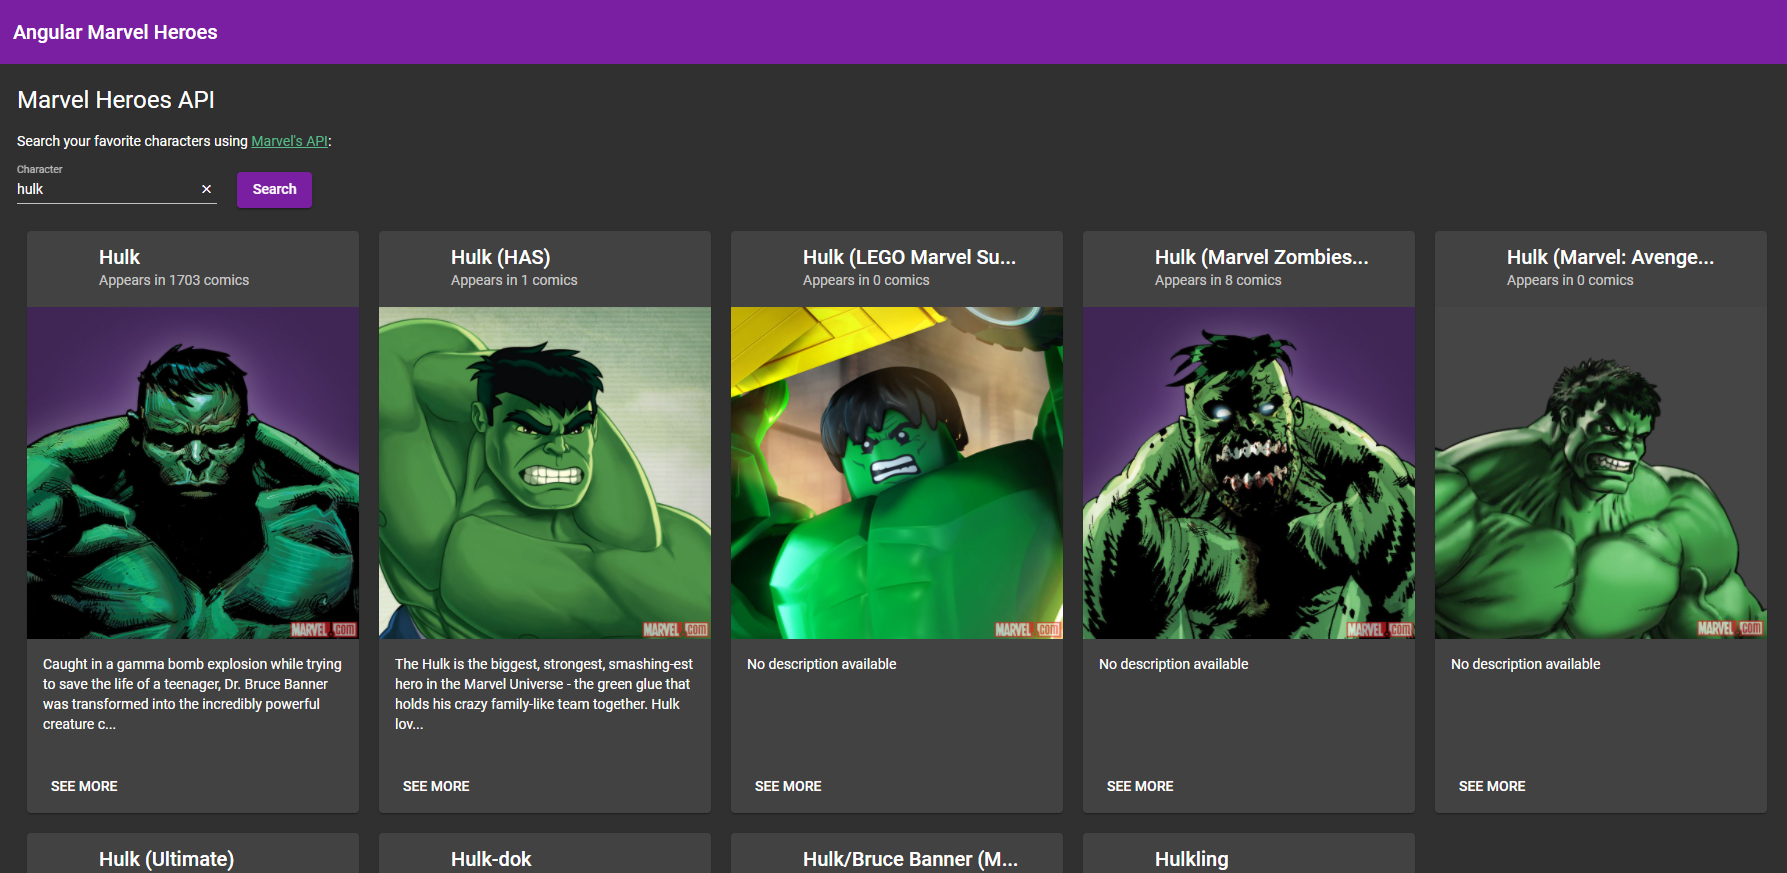 Angular Marvel Heroes
Marvel Heroes API
Search your favorite characters using Marvel's API:
Character
hulk
Search
Hulk
Appears in 1703 comics
Hulk (HAS)
Appears in 1 comics
Hulk (LEGO Marvel Su...
Appears in 0 comics
Hulk (Marvel Zombies...
Appears in 8 comics
Hulk (Marvel: Avenge...
Appears in 0 comics
MARVEL.com
MARVEL.com
MARVEL.com
MARVEL.com
MARVEL.com
Caught in a gamma bomb explosion while trying
to save the life of a teenager, Dr. Bruce Banner
was transformed into the incredibly powerful
creature c...
The Hulk is the biggest, strongest, smashing-est
hero in the Marvel Universe - the green glue that
holds his crazy family-like team together. Hulk
lov...
No description available
No description available
No description available
SEE MORE
SEE MORE
SEE MORE
SEE MORE
SEE MORE
Hulk (Ultimate)
Hulk-dok
Hulk/Bruce Banner (M...
Hulkling